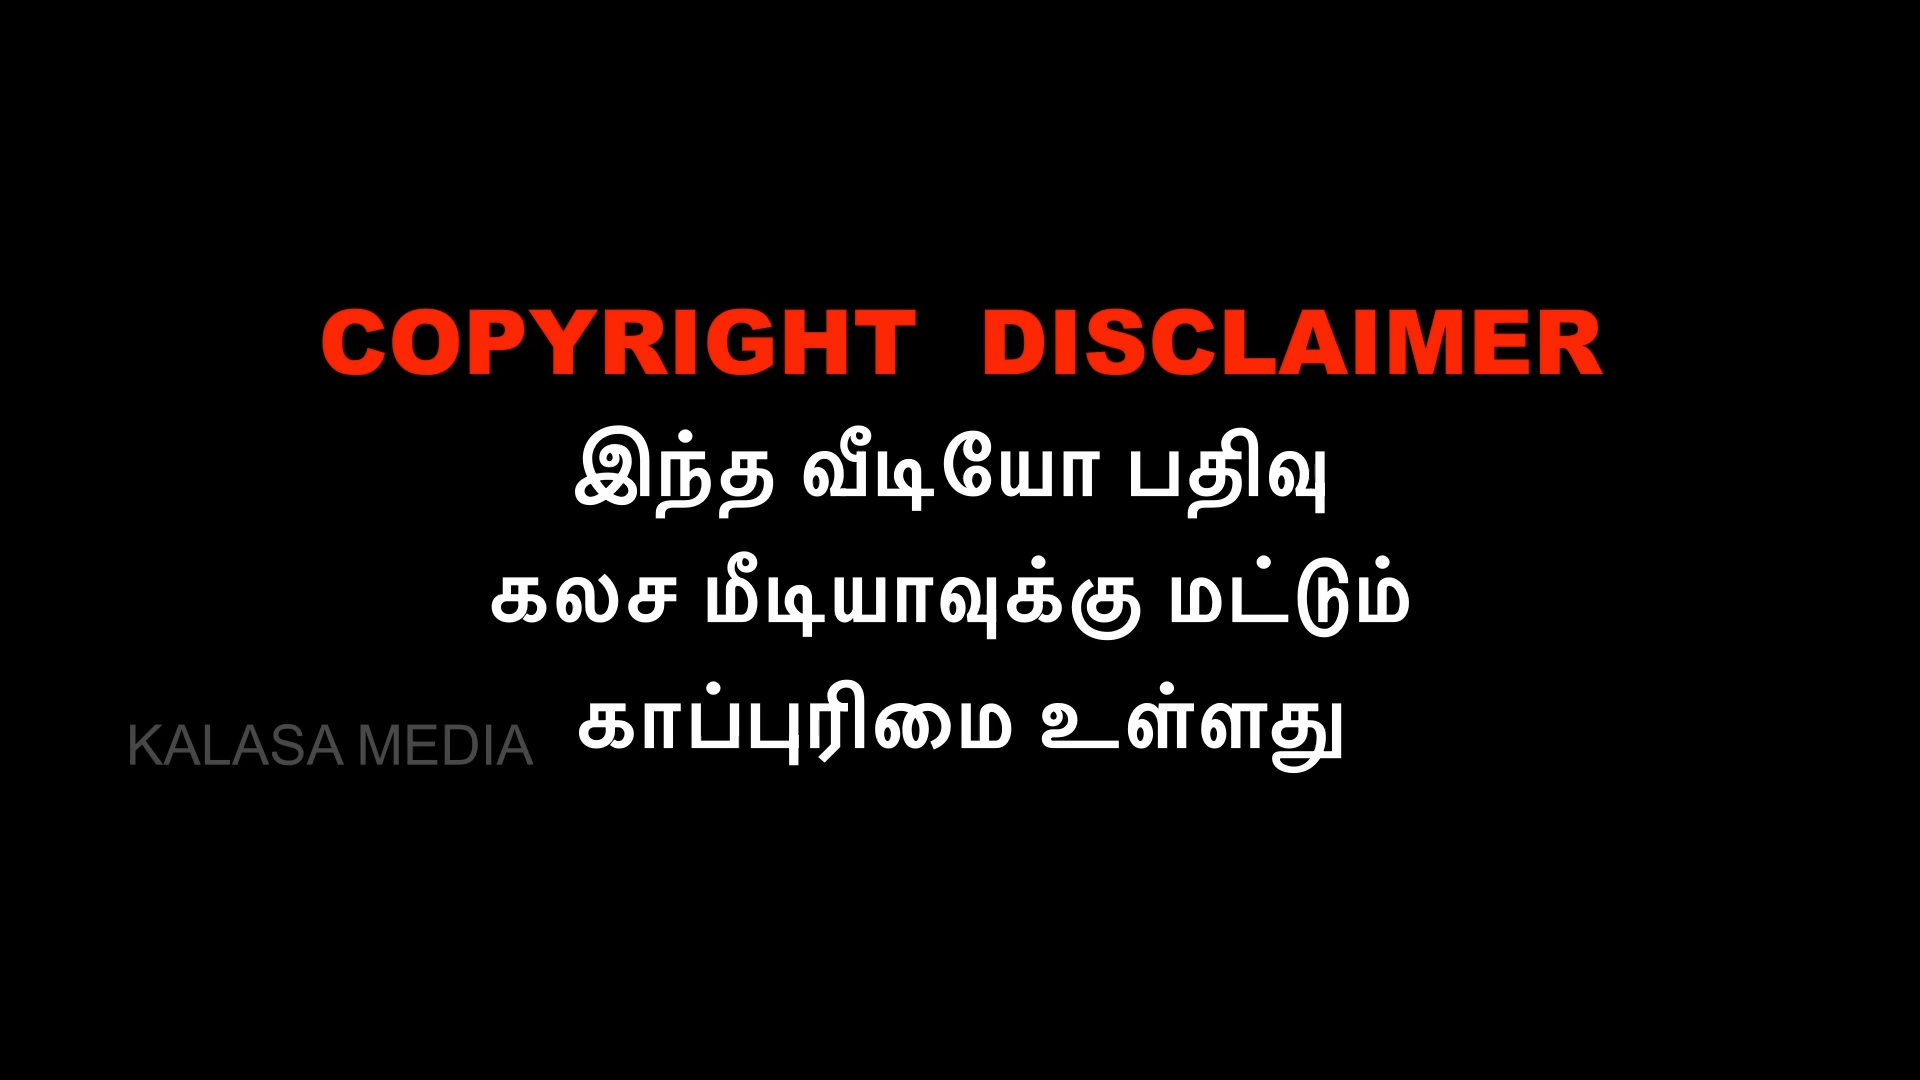 COPYRIGHT DISCLAIMER
இந்த வீடியோ பதிவு
கலச மீடியாவுக்கு மட்டும்
காப்புரிமை உள்ளது
KALASA MEDIA